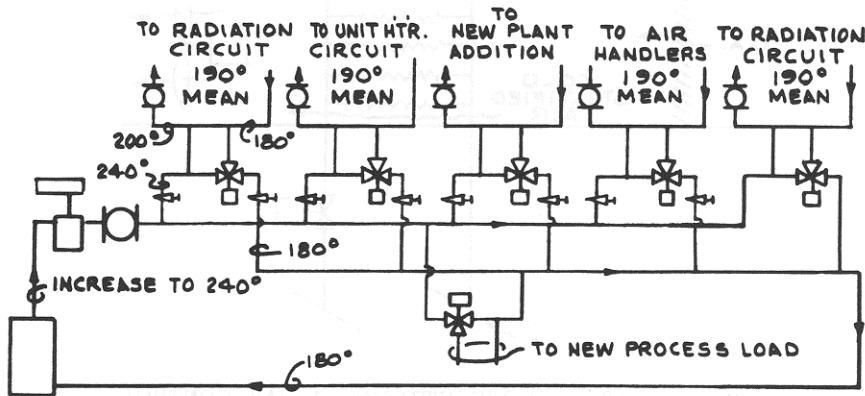 TO RADIATION
CIRCUIT
190°
MEAN
TO UNIT HTR.
CIRCUIT
190°
MEAN
TO
NEW PLANT
ADDITION
TO AIR
HANDLERS
190°
MEAN
TO RADIATION
CIRCUIT
190°
MEAN
200°
180°
240°
180°
INCREASE TO 240°
TO NEW PROCESS LOAD
180°